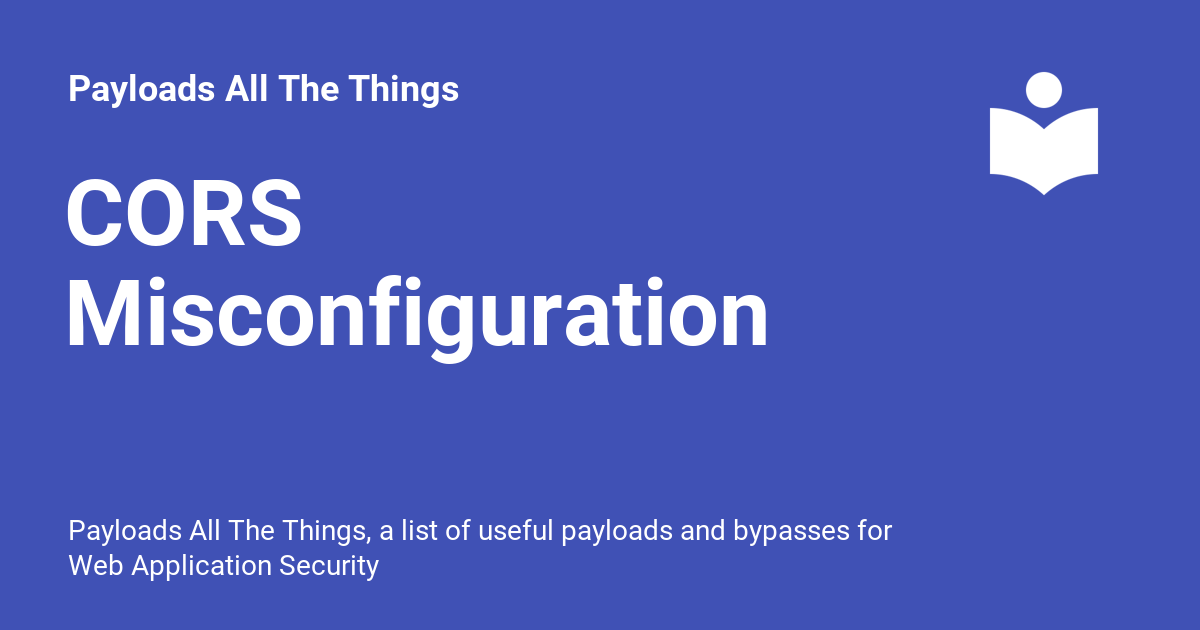 Payloads All The Things
CORS
Misconfiguration
Payloads All The Things, a list of useful payloads and bypasses for
Web Application Security